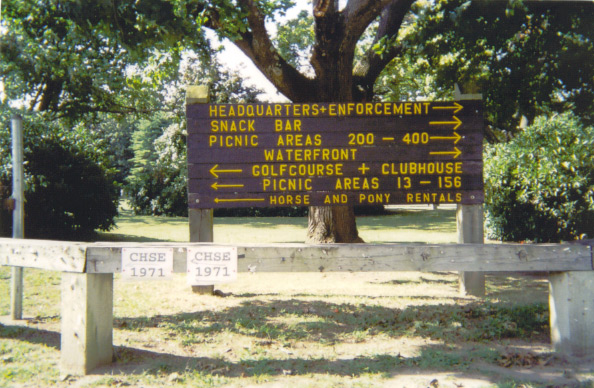 HEADQUARTERS+ENFORCEMENT →
SNACK BAR →
PICNIC AREAS 200 - 400 →
WATERFRONT →
← GOLFCOURSE + CLUBHOUSE
← PICNIC AREAS 13 - 156
← HORSE AND PONY RENTALS
CHSE
1971
CHSE
1971